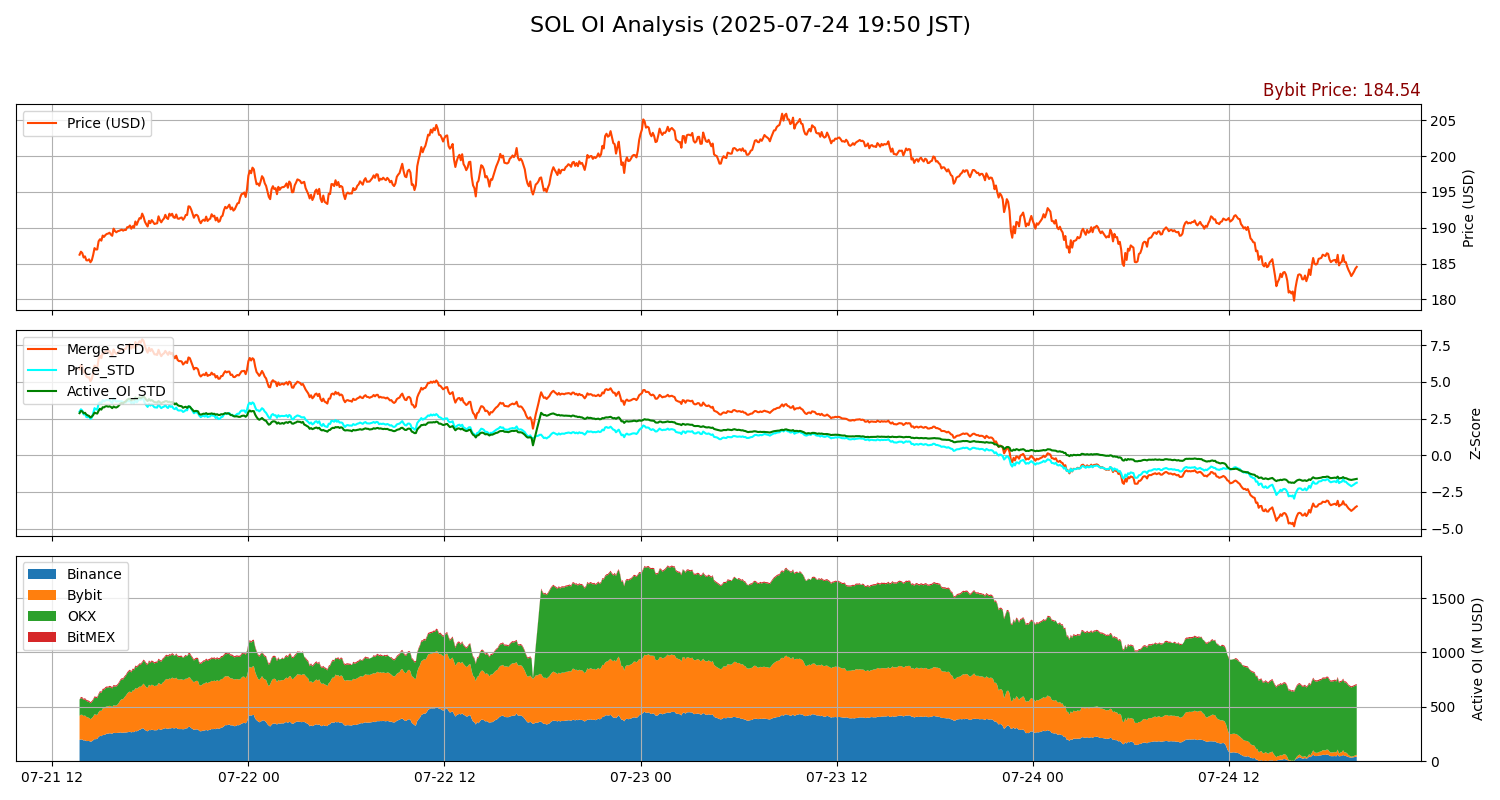 SOL OI Analysis (2025-07-24 19:50 JST)
Bybit Price: 184.54
Price (USD)
205
200
195
190
185
180
Price (USD)
Merge_STD
Price_STD
Active_OI_STD
7.5
5.0
2.5
0.0
−2.5
−5.0
Z-Score
Binance
Bybit
OKX
BitMEX
1500
1000
500
0
Active OI (M USD)
07-21 12
07-22 00
07-22 12
07-23 00
07-23 12
07-24 00
07-24 12